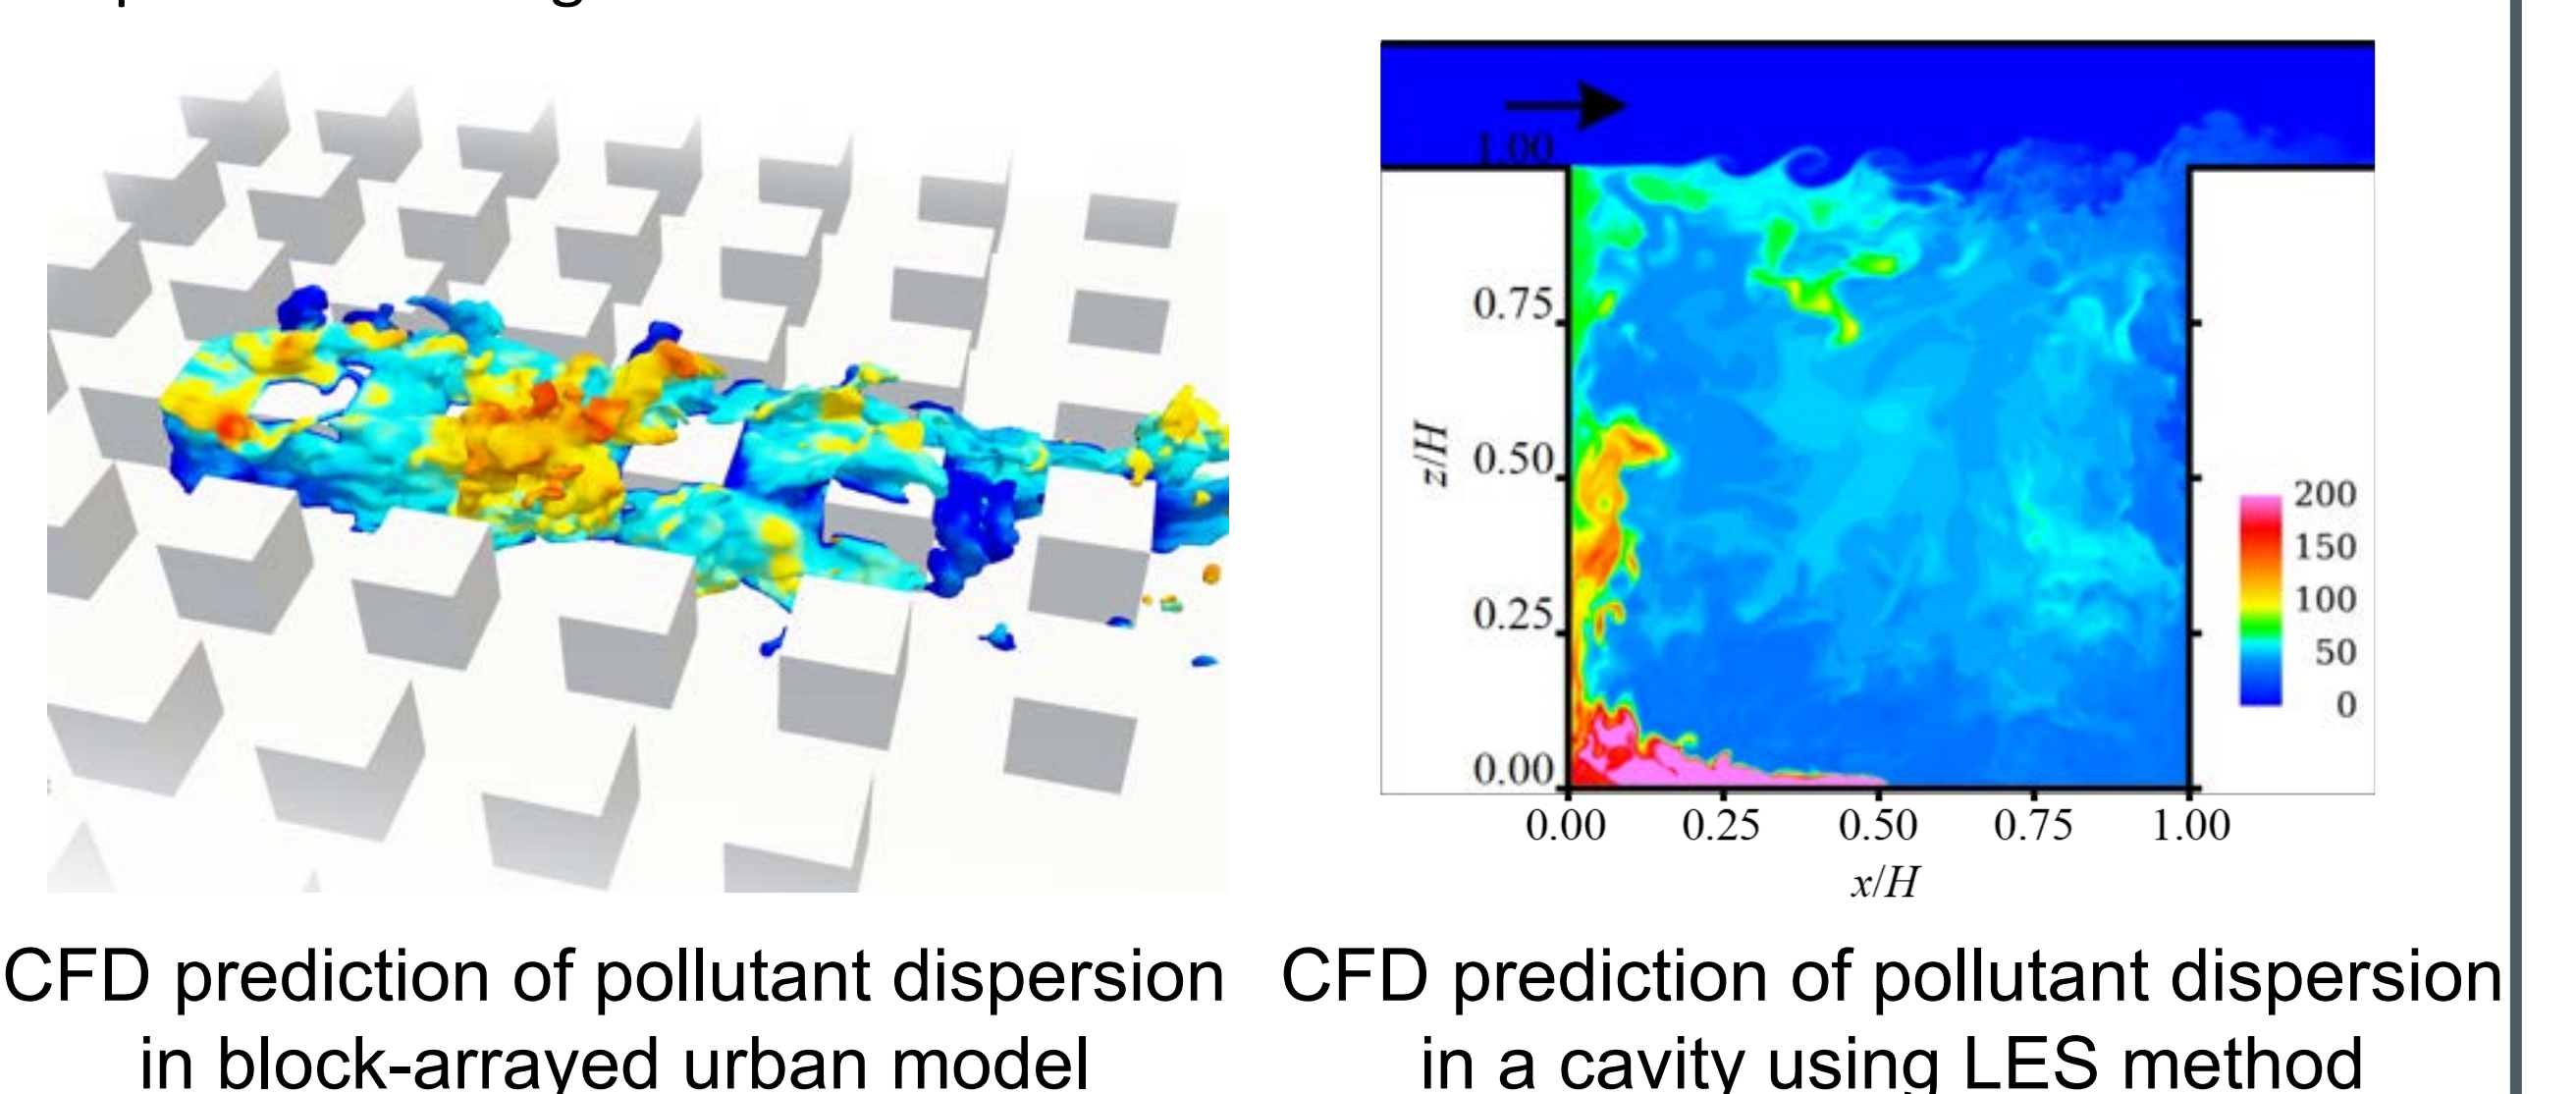 1.00
0.75
0.50
0.25
0.00
z/H
200
150
100
50
0
0.00 0.25 0.50 0.75 1.00
x/H
CFD prediction of pollutant dispersion
in block-arrayed urban model
CFD prediction of pollutant dispersion
in a cavity using LES method